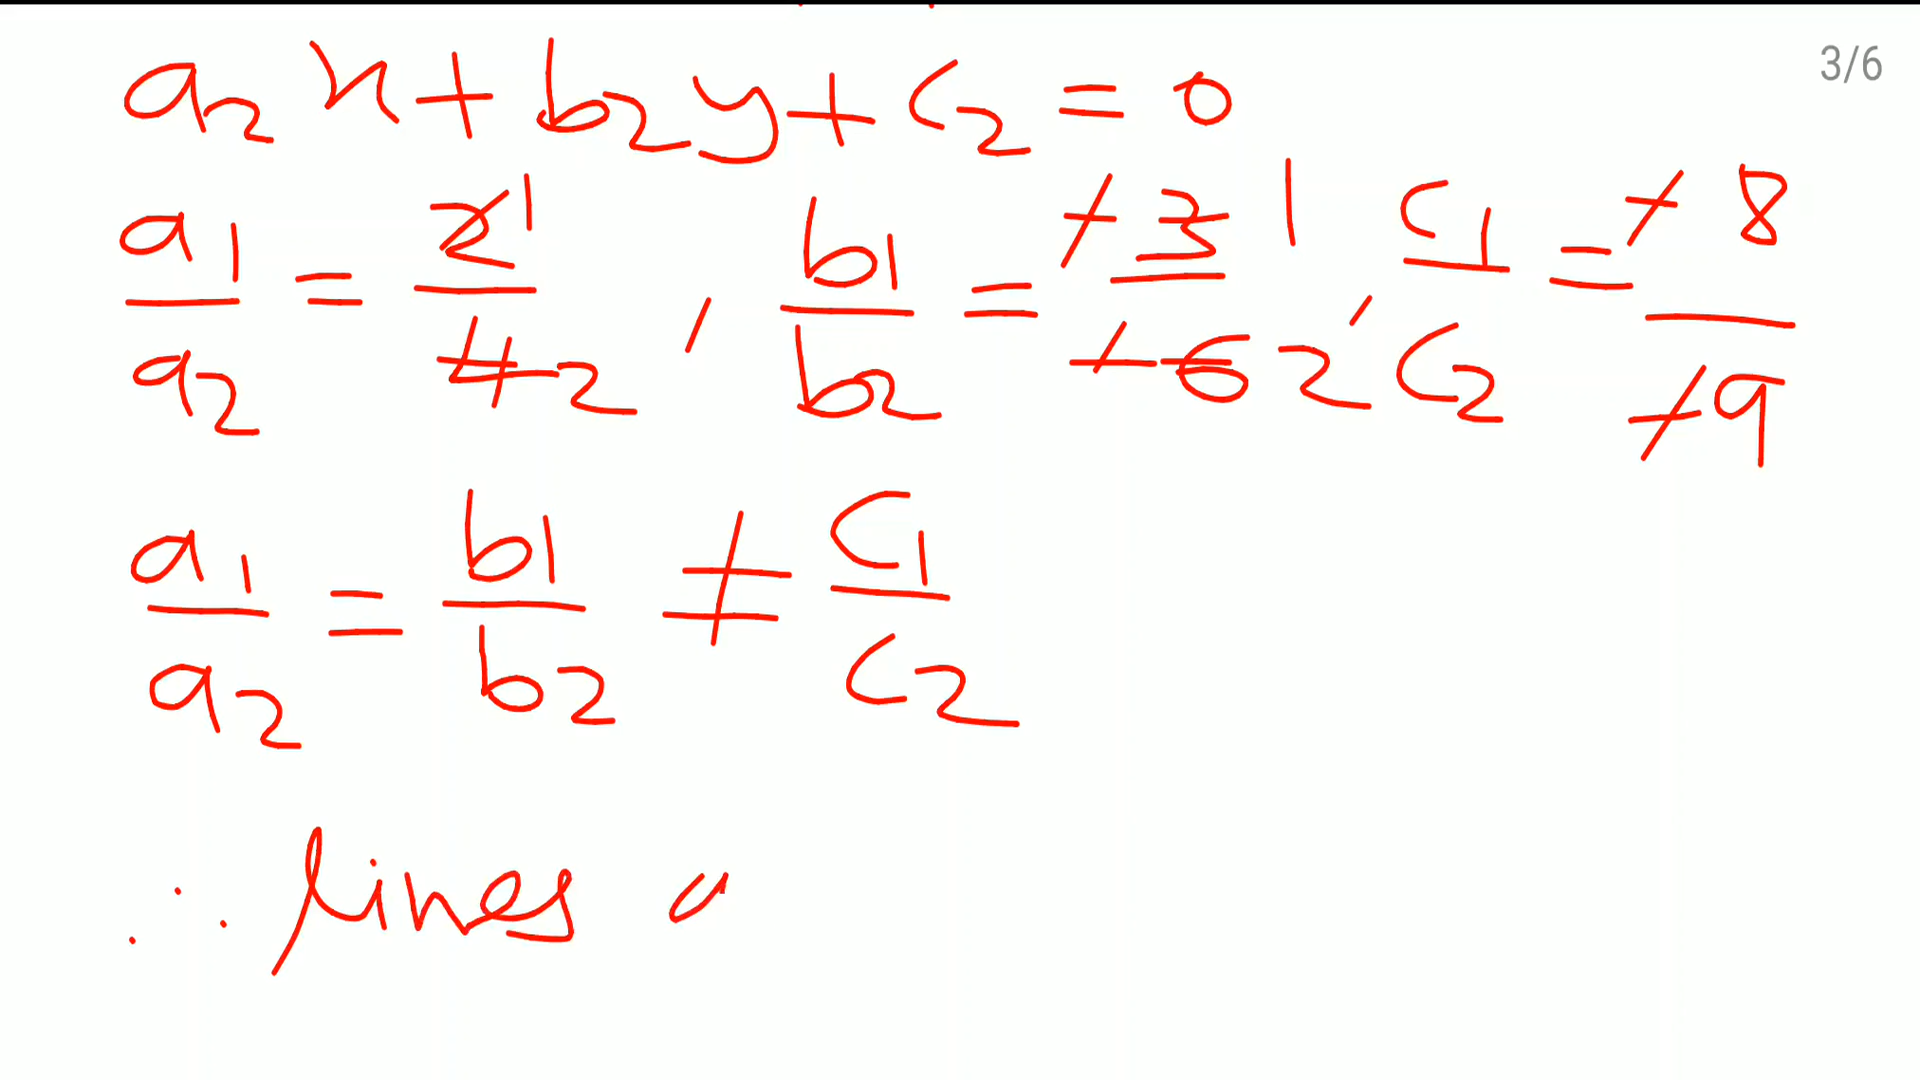 3/6
a₂x + b₂y + c₂ = 0
a₁/a₂ = 2̸ 1/4̸ 2 , b₁/b₂ = +̸ 3̸ 1/+̸ 6̸ 2 , c₁/c₂ = +̸ 8/+̸ 9
a₁/a₂ = b₁/b₂ ≠ c₁/c₂
∴ lines a